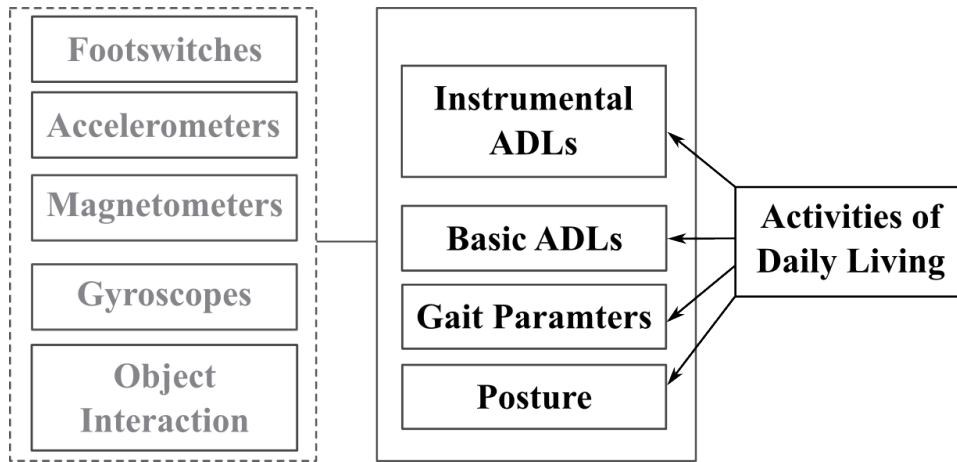 Footswitches
Accelerometers
Magnetometers
Gyroscopes
Object
Interaction
Instrumental
ADLs
Basic ADLs
Gait Paramters
Posture
Activities of
Daily Living